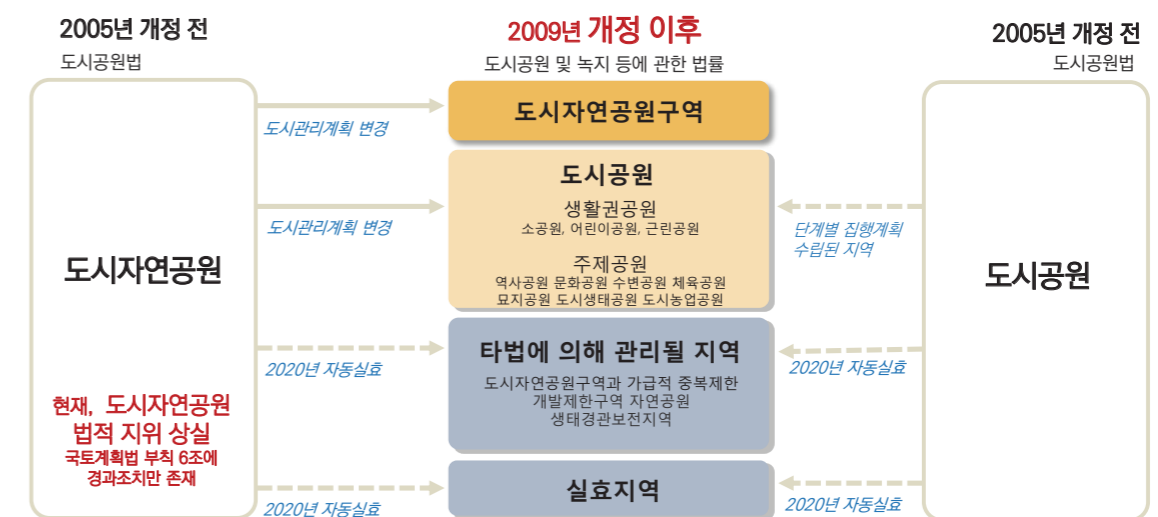 2005년 개정 전
도시공원법
도시자연공원
현재, 도시자연공원
법적 지위 상실
국토계획법 부칙 6조에
경과조치만 존재
도시관리계획 변경
도시관리계획 변경
2020년 자동실효
2020년 자동실효
2009년 개정 이후
도시공원 및 녹지 등에 관한 법률
도시자연공원구역
도시공원
생활권공원
소공원, 어린이공원, 근린공원
주제공원
역사공원 문화공원 수변공원 체육공원
묘지공원 도시생태공원 도시농업공원
타법에 의해 관리될 지역
도시자연공원구역과 가급적 중복제한
개발제한구역 자연공원
생태경관보전지역
실효지역
단계별 집행계획
수립된 지역
2020년 자동실효
2020년 자동실효
2005년 개정 전
도시공원법
도시공원